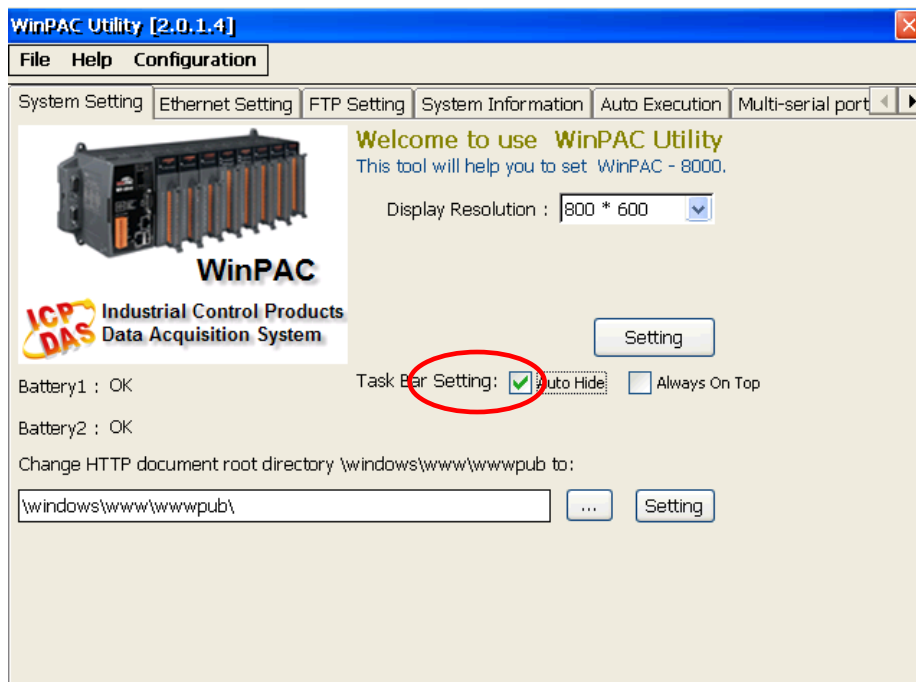 WinPAC Utility [2.0.1.4]
File Help Configuration
System Setting Ethernet Setting FTP Setting System Information Auto Execution Multi-serial port
Welcome to use WinPAC Utility
This tool will help you to set WinPAC - 8000.
Display Resolution : 800 * 600
WinPAC
ICP DAS Industrial Control Products
Data Acquisition System
Setting
Battery1 : OK
Task Bar Setting: Auto Hide Always On Top
Battery2 : OK
Change HTTP document root directory \windows\www\wwwpub to:
\windows\www\wwwpub\ ... Setting